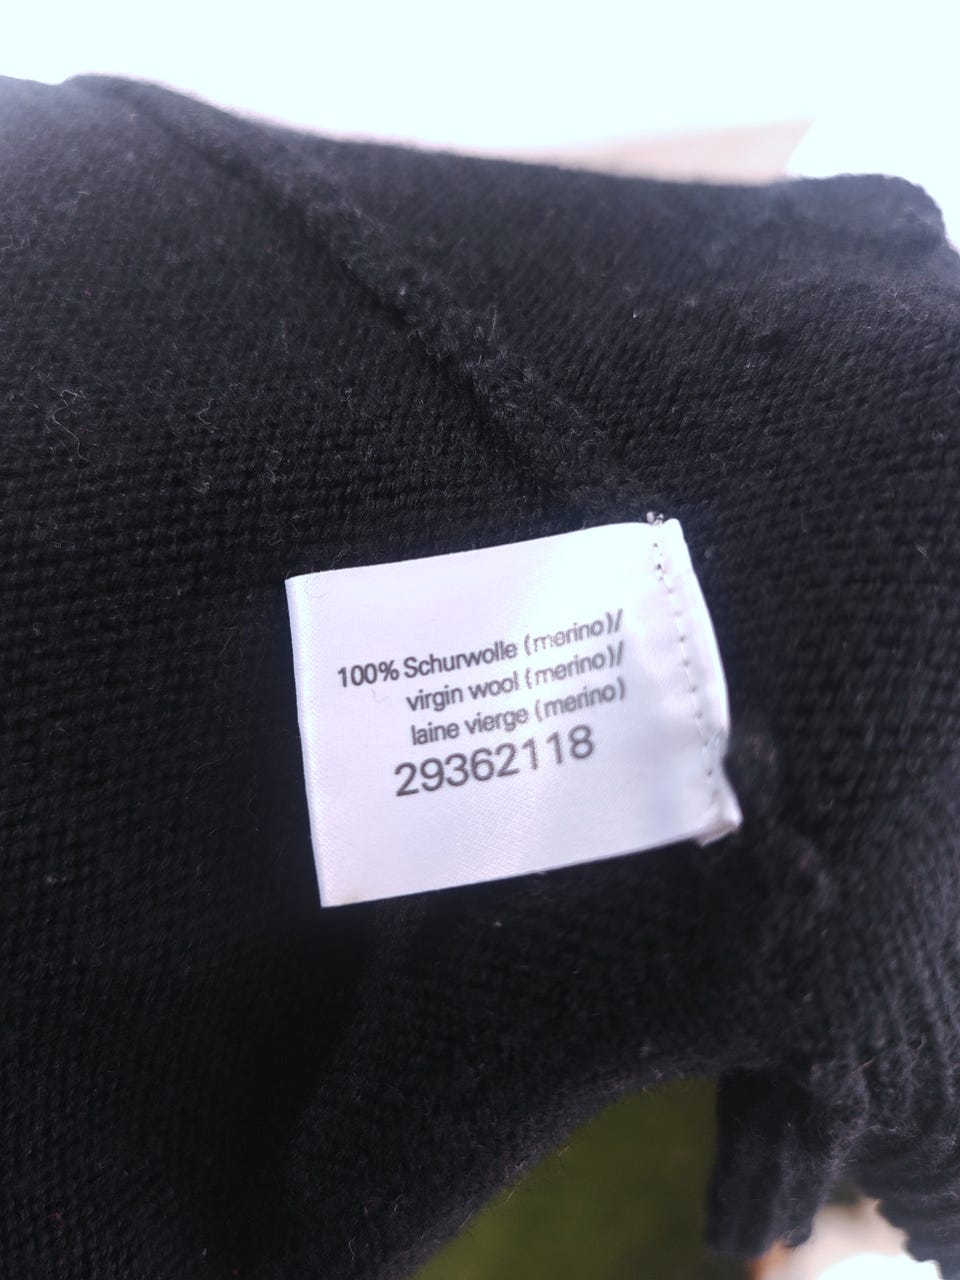 100% Schurwolle (merino)/
virgin wool (merino)/
laine vierge (merino)
29362118